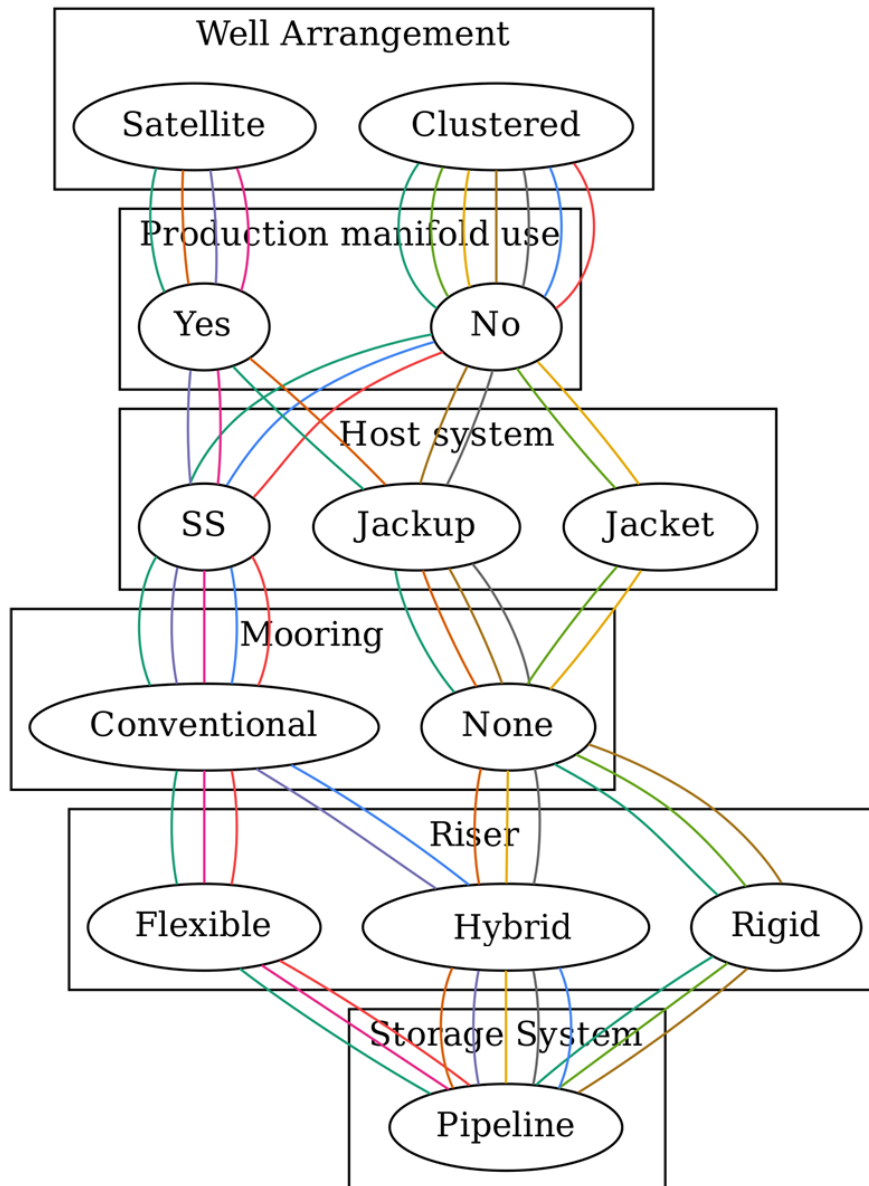 Well Arrangement
Satellite
Clustered
Production manifold use
Yes
No
Host system
SS
Jackup
Jacket
Mooring
Conventional
None
Riser
Flexible
Hybrid
Rigid
Storage System
Pipeline